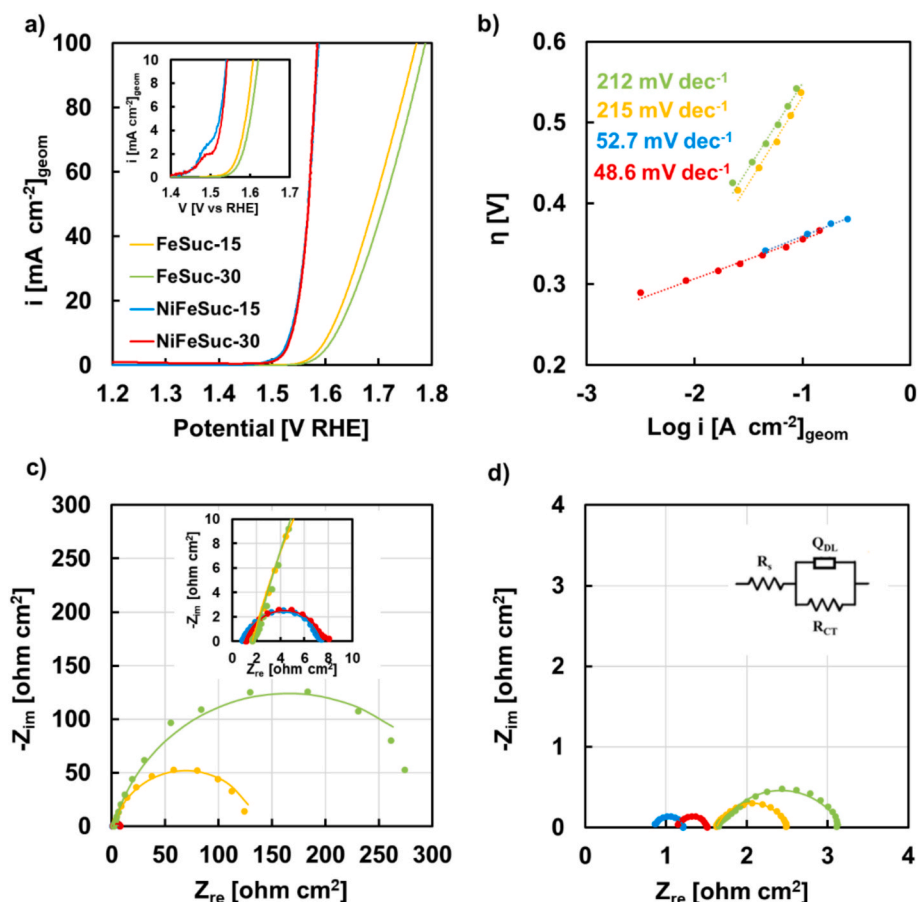 a)
i [mA cm-2]geom
100
80
60
40
20
0
1.2 1.3 1.4 1.5 1.6 1.7 1.8
Potential [V RHE]
i [mA cm-2]geom
10
8
6
4
2
0
1.4 1.5 1.6 1.7
V [V vs RHE]
FeSuc-15
FeSuc-30
NiFeSuc-15
NiFeSuc-30
b)
η [V]
0.6
0.5
0.4
0.3
0.2
-3 -2 -1 0
Log i [A cm-2]geom
212 mV dec-1
215 mV dec-1
52.7 mV dec-1
48.6 mV dec-1
c)
-Zim [ohm cm2]
300
250
200
150
100
50
0
0 50 100 150 200 250 300
Zre [ohm cm2]
-Zim [ohm cm2]
10
8
6
4
2
0
0 2 4 6 8 10
Zre [ohm cm2]
d)
-Zim [ohm cm2]
4
3
2
1
0
0 1 2 3 4
Zre [ohm cm2]
Rs
QDL
RCT